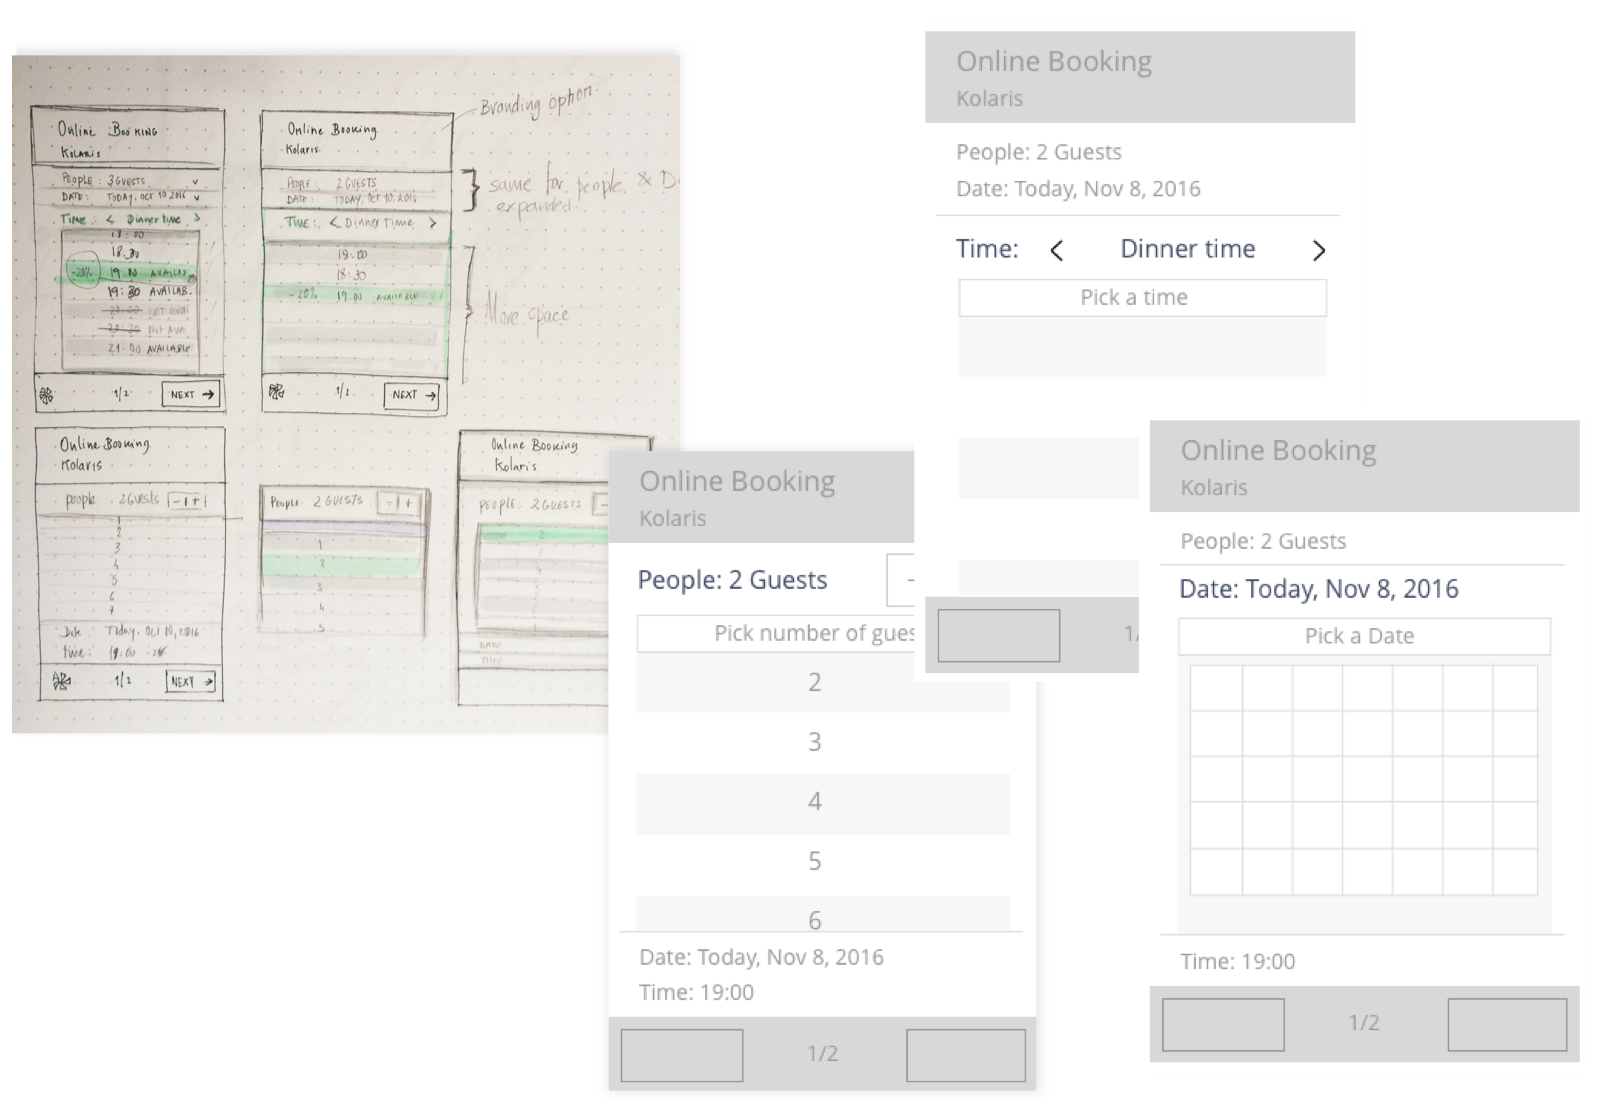 Online Booking
Kolaris
PEOPLE: 3 GUESTS
DATE: TODAY, OCT 10 2016
TIME: < Dinner time >
18:00
18.30
-20% 19.00 AVAILAB.
19:30 AVAILAB.
20:00 NOT AVAI
20:30 Not AVA
21:00 AVAILABLE
1/2 NEXT →
Online Booking
Kolaris.
PEOPLE: 2 GUESTS
DATE: TODAY, OCT 10, 2016
TIME: < Dinner Time >
18:00
18:30
-20% 19:00 AVAILABLE
1/2 NEXT →
Branding option
same for people & D
expanded.
More space
Online Booking
Kolaris
people 2 Guests - | +
1
2
3
4
5
6
7
Date: Today, Oct 10, 2016
time: 19:00
1/2 NEXT →
People: 2 GUESTS - | +
1
2
3
4
5
Online Booking
Kolaris
PEOPLE: 2 GUESTS -
2
3
4
DATE
TIME
Online Booking
Kolaris
People: 2 Guests -
Pick number of gues
2
3
4
5
6
Date: Today, Nov 8, 2016
Time: 19:00
1/2
Online Booking
Kolaris
People: 2 Guests
Date: Today, Nov 8, 2016
Time: < Dinner time >
Pick a time
1/
Online Booking
Kolaris
People: 2 Guests
Date: Today, Nov 8, 2016
Pick a Date
Time: 19:00
1/2